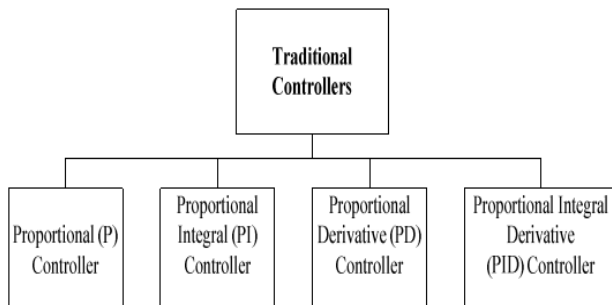 Traditional
Controllers
Proportional (P)
Controller
Proportional
Integral (PI)
Controller
Proportional
Derivative (PD)
Controller
Proportional Integral
Derivative
(PID) Controller